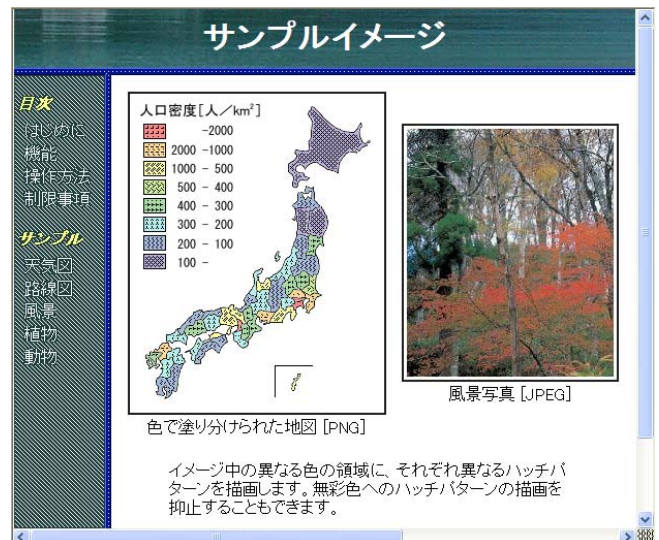 サンプルイメージ
目次
はじめに
機能
操作方法
制限事項
サンプル
天気図
路線図
風景
植物
動物
人口密度[人／km²]
-2000
2000 -1000
1000 - 500
500 - 400
400 - 300
300 - 200
200 - 100
100 -
色で塗り分けられた地図 [PNG]
風景写真 [JPEG]
イメージ中の異なる色の領域に、それぞれ異なるハッチパ
ターンを描画します。無彩色へのハッチパターンの描画を
抑止することもできます。